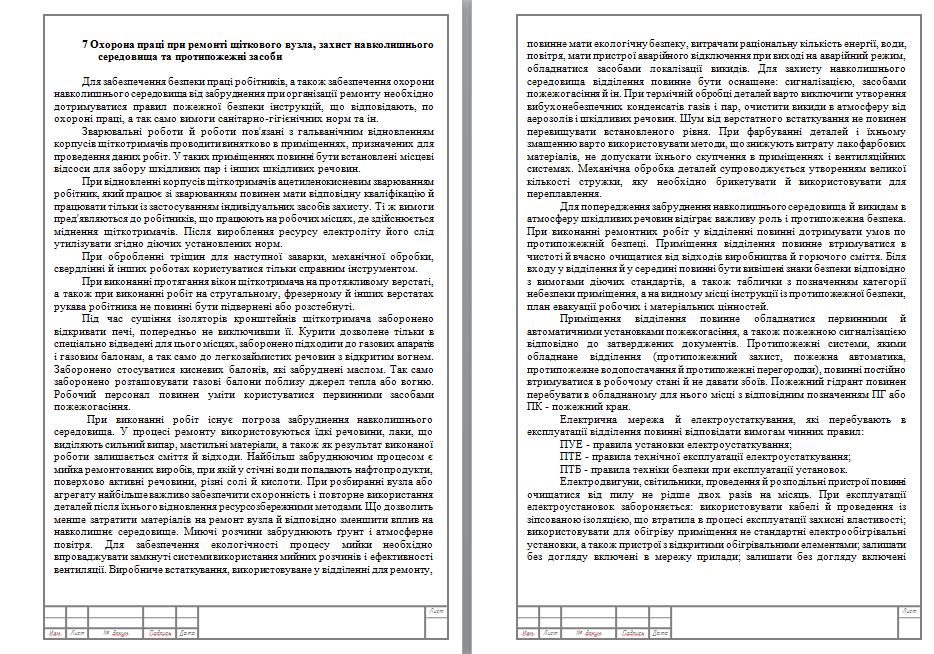 7 Охорона праці при ремонті щіткового вузла, захист навколишнього
середовища та протипожежні засоби
Для забезпечення безпеки праці робітників, а також забезпечення охорони
навколишнього середовища від забруднення при організації ремонту необхідно
дотримуватися правил пожежної безпеки інструкцій, що відповідають, по
охороні праці, а так само вимоги санітарно-гігієнічних норм та ін.
Зварювальні роботи й роботи пов'язані з гальванічним відновленням
корпусів щіткотримачів проводити винятково в приміщеннях, призначених для
проведення даних робіт. У таких приміщеннях повинні бути встановлені місцеві
відсоси для забору шкідливих пар і інших шкідливих речовин.
При відновленні корпусів щіткотримачів ацетиленокисневим зварюванням
робітник, який працює зі зварюванням повинен мати відповідну кваліфікацію й
працювати тільки із застосуванням індивідуальних засобів захисту. Ті ж вимоги
пред'являються до робітників, що працюють на робочих місцях, де здійснюється
міднення щіткотримачів. Після вироблення ресурсу електроліту його слід
утилізувати згідно діючих установлених норм.
При обробленні тріщин для наступної заварки, механічної обробки,
свердлінні й інших роботах користуватися тільки справним інструментом.
При виконанні протягання вікон щіткотримача на протяжному верстаті,
а також при виконанні робіт на стругальному, фрезерному й інших верстатах
рукава робітника не повинні бути підвернені або розстебнуті.
Під час сушіння ізоляторів кронштейнів щіткотримача заборонено
відкривати печі, попередньо не виключивши її. Курити дозволене тільки в
спеціально відведені для цього місцях, заборонено підходити до газових апаратів
і газовим балонам, а так само до легкозаймистих речовин з відкритим вогнем.
Заборонено стосуватися кисневих балонів, які забруднені маслом. Так само
заборонено розташовувати газові балони поблизу джерел тепла або вогню.
Робочий персонал повинен уміти користуватися первинними засобами
пожежогасіння.
При виконанні робіт існує погроза забруднення навколишнього
середовища. У процесі ремонту використовуються їдкі речовини, лаки, що
виділяють сильний випар, мастильні матеріали, а також як результат виконаної
роботи залишається сміття й відходи. Найбільш забруднюючим процесом є
мийка ремонтованих виробів, при якій у стічні води попадають нафтопродукти,
поверхово активні речовини, різні солі й кислоти. При розбиранні вузла або
агрегату найбільше важливо забезпечити схоронність і повторне використання
деталей після їхнього відновлення ресурсозбережними методами. Що дозволить
менше затратити матеріалів на ремонт вузла й відповідно зменшити вплив на
навколишнє середовище. Миючі розчини забруднюють ґрунт і атмосферне
повітря. Для забезпечення екологічності процесу мийки необхідно
впроваджувати замкнуті системи використання мийних розчинів і ефективності
вентиляції. Виробниче встаткування, використовуване у відділенні для ремонту,
Изм. Лист № докум. Подпись Дата
Лист
повинне мати екологічну безпеку, витрачати раціональну кількість енергії, води,
повітря, мати пристрої аварійного відключення при виході на аварійний режим,
обладнатися засобами локалізації викидів. Для захисту навколишнього
середовища відділення повинне бути оснащене: сигналізацією, засобами
пожежогасіння й ін. При термічній обробці деталей варто виключити утворення
вибухонебезпечних конденсатів газів і пар, очистити викиди в атмосферу від
аерозолів і шкідливих речовин. Шум від верстатного встаткування не повинен
перевищувати встановленого рівня. При фарбуванні деталей і їхньому
змащенню варто використовувати методи, що знижують витрату лакофарбових
матеріалів, не допускати їхнього скупчення в приміщеннях і вентиляційній
системах. Механічна обробка деталей супроводжується утворенням великої
кількості стружки, яку необхідно брикетувати й використовувати для
переплавлення.
Для попередження забруднення навколишнього середовища й викидам в
атмосферу шкідливих речовин відіграє важливу роль і протипожежна безпека.
При виконанні ремонтних робіт у відділенні повинні дотримувати умов по
протипожежній безпеці. Приміщення відділення повинне втримуватися в
чистоті й вчасно очищатися від відходів виробництва й горючого сміття. Біля
входу у відділення й у середині повинні бути вивішені знаки безпеки відповідно
з вимогами діючих стандартів, а також таблички з позначенням категорії
небезпеки приміщення, а на видному місці інструкції із протипожежної безпеки,
план евакуації робочих і матеріальних цінностей.
Приміщення відділення повинне обладнатися первинними й
автоматичними установками пожежогасіння, а також пожежною сигналізацією
відповідно до затверджених документів. Протипожежні системи, якими
обладнане відділення (протипожежний захист, пожежна автоматика,
протипожежне водопостачання й протипожежні перегородки), повинні постійно
втримуватися в робочому стані й не давати збоїв. Пожежний гідрант повинен
перебувати в обладнаному для нього місці з відповідним позначенням ПГ або
ПК - пожежний кран.
Електрична мережа й електроустаткування, які перебувають в
експлуатації відділення повинні відповідати вимогам чинних правил:
ПУЕ - правила установки електроустаткування;
ПТЕ - правила технічної експлуатації електроустаткування;
ПТБ - правила техніки безпеки при експлуатації установок.
Електродвигуни, світильники, проведення й розподільні пристрої повинні
очищатися від пилу не рідше двох разів на місяць. При експлуатації
електроустановок забороняється: використовувати кабелі й проведення із
зіпсованою ізоляцією, що втратила в процесі експлуатації захисні властивості;
використовувати для обігріву приміщення не стандартні електрообігрівальні
установки, а також пристрої з відкритими обігрівальними елементами; залишати
без догляду включені в мережу прилади; залишати без догляду включені
Изм. Лист № докум. Подпись Дата
Лист